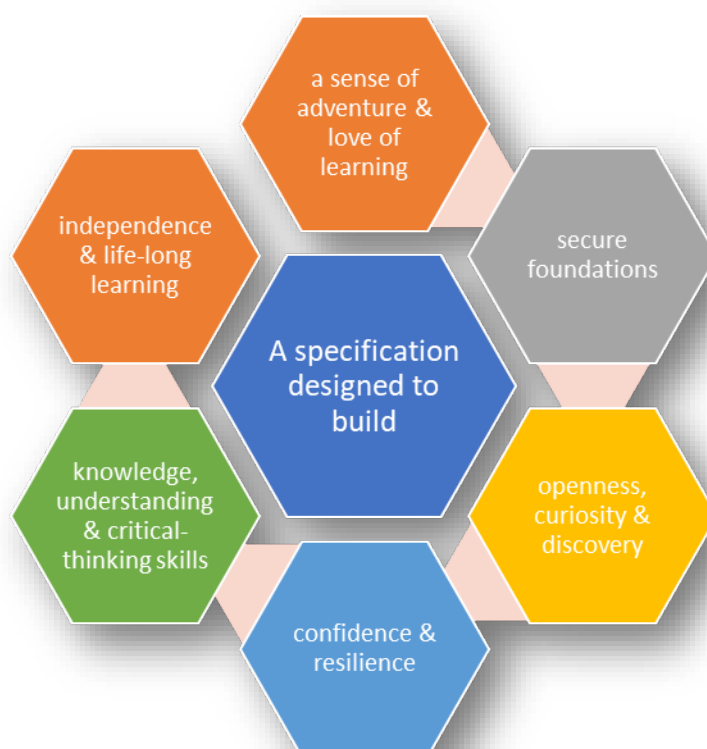 a sense of
adventure &
love of
learning
secure
foundations
openness,
curiosity &
discovery
confidence &
resilience
knowledge,
understanding
& critical-
thinking skills
independence
& life-long
learning
A specification
designed to
build